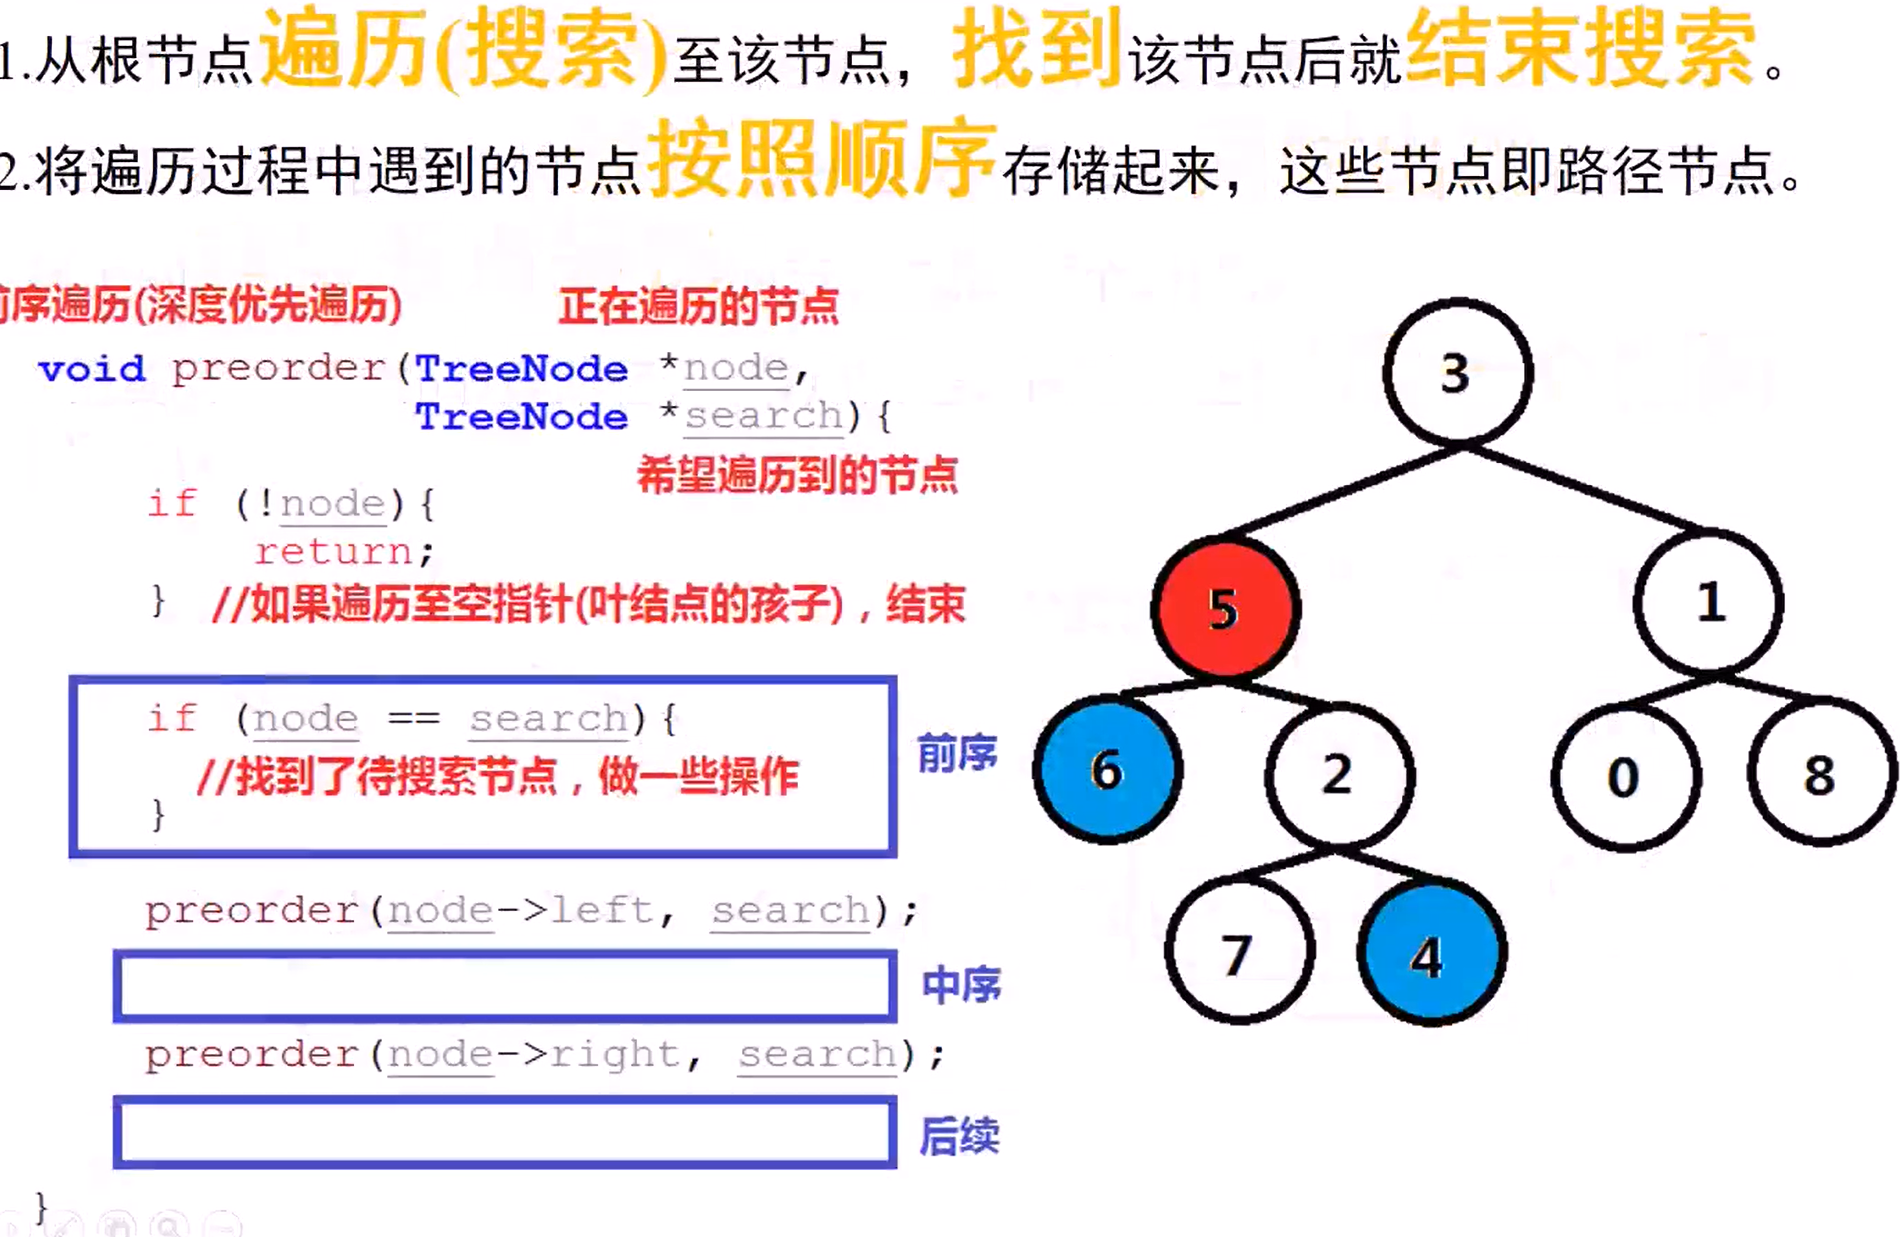 1.从根节点遍历(搜索)至该节点，找到该节点后就结束搜索。
2.将遍历过程中遇到的节点按照顺序存储起来，这些节点即路径节点。
前序遍历(深度优先遍历)
正在遍历的节点
void preorder(TreeNode *node,
TreeNode *search){
希望遍历到的节点
if (!node){
return;
} //如果遍历至空指针(叶结点的孩子)，结束
if (node == search){
//找到了待搜索节点，做一些操作
}
前序
preorder(node->left, search);
中序
preorder(node->right, search);
后续
}
3
5
1
6
2
0
8
7
4